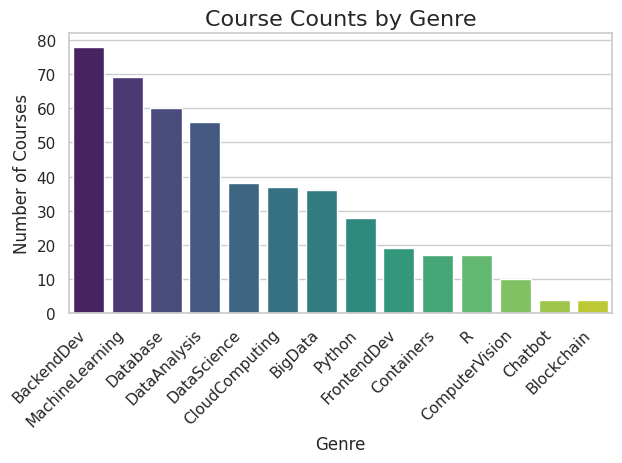 Course Counts by Genre
Number of Courses
80
70
60
50
40
30
20
10
0
BackendDev
MachineLearning
Database
DataAnalysis
DataScience
CloudComputing
BigData
Python
FrontendDev
Containers
R
ComputerVision
Chatbot
Blockchain
Genre